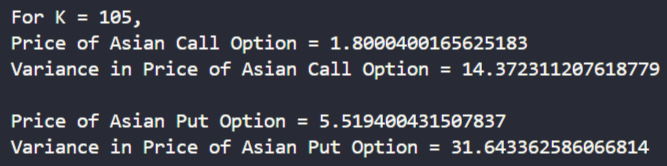 For K = 105,
Price of Asian Call Option = 1.8000400165625183
Variance in Price of Asian Call Option = 14.372311207618779
Price of Asian Put Option = 5.519400431507837
Variance in Price of Asian Put Option = 31.643362586066814